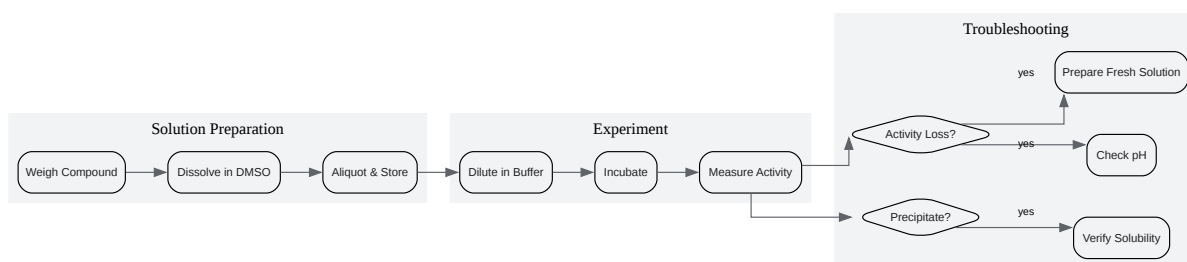 Solution Preparation
Weigh Compound
Dissolve in DMSO
Aliquot & Store
Experiment
Dilute in Buffer
Incubate
Measure Activity
Troubleshooting
Activity Loss?
yes
Prepare Fresh Solution
yes
Check pH
Precipitate?
yes
Verify Solubility